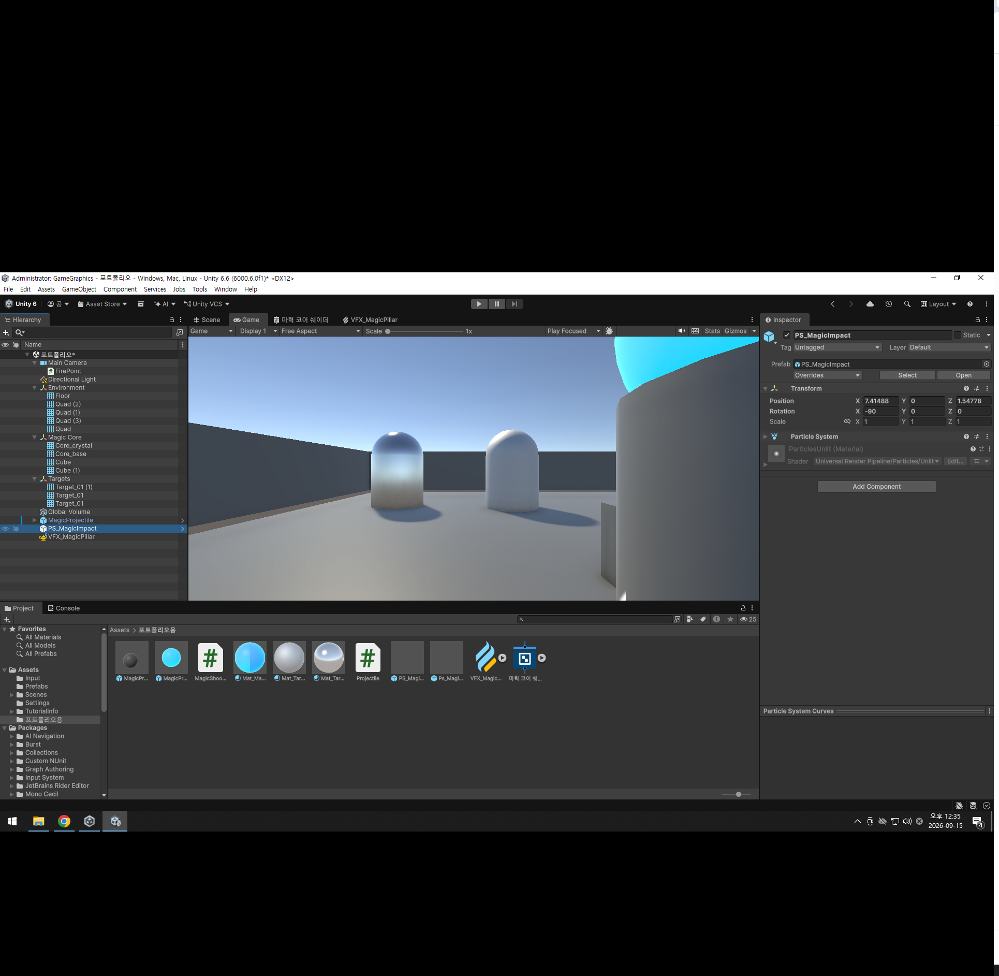 Administrator: GameGraphics - 포트폴리오 - Windows, Mac, Linux - Unity 6.6 (6000.6.0f1)* <DX12>
File Edit Assets GameObject Component Services Jobs Tools Window Help
Unity 6 공 Asset Store AI Unity VCS Layout
Hierarchy
Name
포트폴리오*
Main Camera
FirePoint
Directional Light
Environment
Floor
Quad (2)
Quad (1)
Quad (3)
Quad
Magic Core
Core_crystal
Core_base
Cube
Cube (1)
Targets
Target_01 (1)
Target_01
Target_01
Global Volume
MagicProjectile
PS_MagicImpact
VFX_MagicPillar
Scene Game 마력 코어 쉐이더 VFX_MagicPillar
Game Display 1 Free Aspect Scale 1x Play Focused Stats Gizmos
Inspector
PS_MagicImpact Static
Tag Untagged Layer Default
Prefab PS_MagicImpact
Overrides Select Open
Transform
Position X 7.41488 Y 0 Z 1.54778
Rotation X -90 Y 0 Z 0
Scale X 1 Y 1 Z 1
Particle System
ParticlesUnlit (Material)
Shader Universal Render Pipeline/Particles/Unlit Edit...
Add Component
Particle System Curves
Project Console
25
Favorites
All Materials
All Models
All Prefabs
Assets
Input
Prefabs
Scenes
Settings
TutorialInfo
포트폴리오용
Packages
AI Navigation
Burst
Collections
Custom NUnit
Graph Authoring
Input System
JetBrains Rider Editor
Mono Cecil
Assets > 포트폴리오용
MagicPr... MagicPr... MagicShoo... Mat_Ma... Mat_Tar... Mat_Tar... Projectile PS_Magi... Ps_Magi... VFX_Magic... 마력 코어 쉐...
오후 12:35
2026-09-15
4